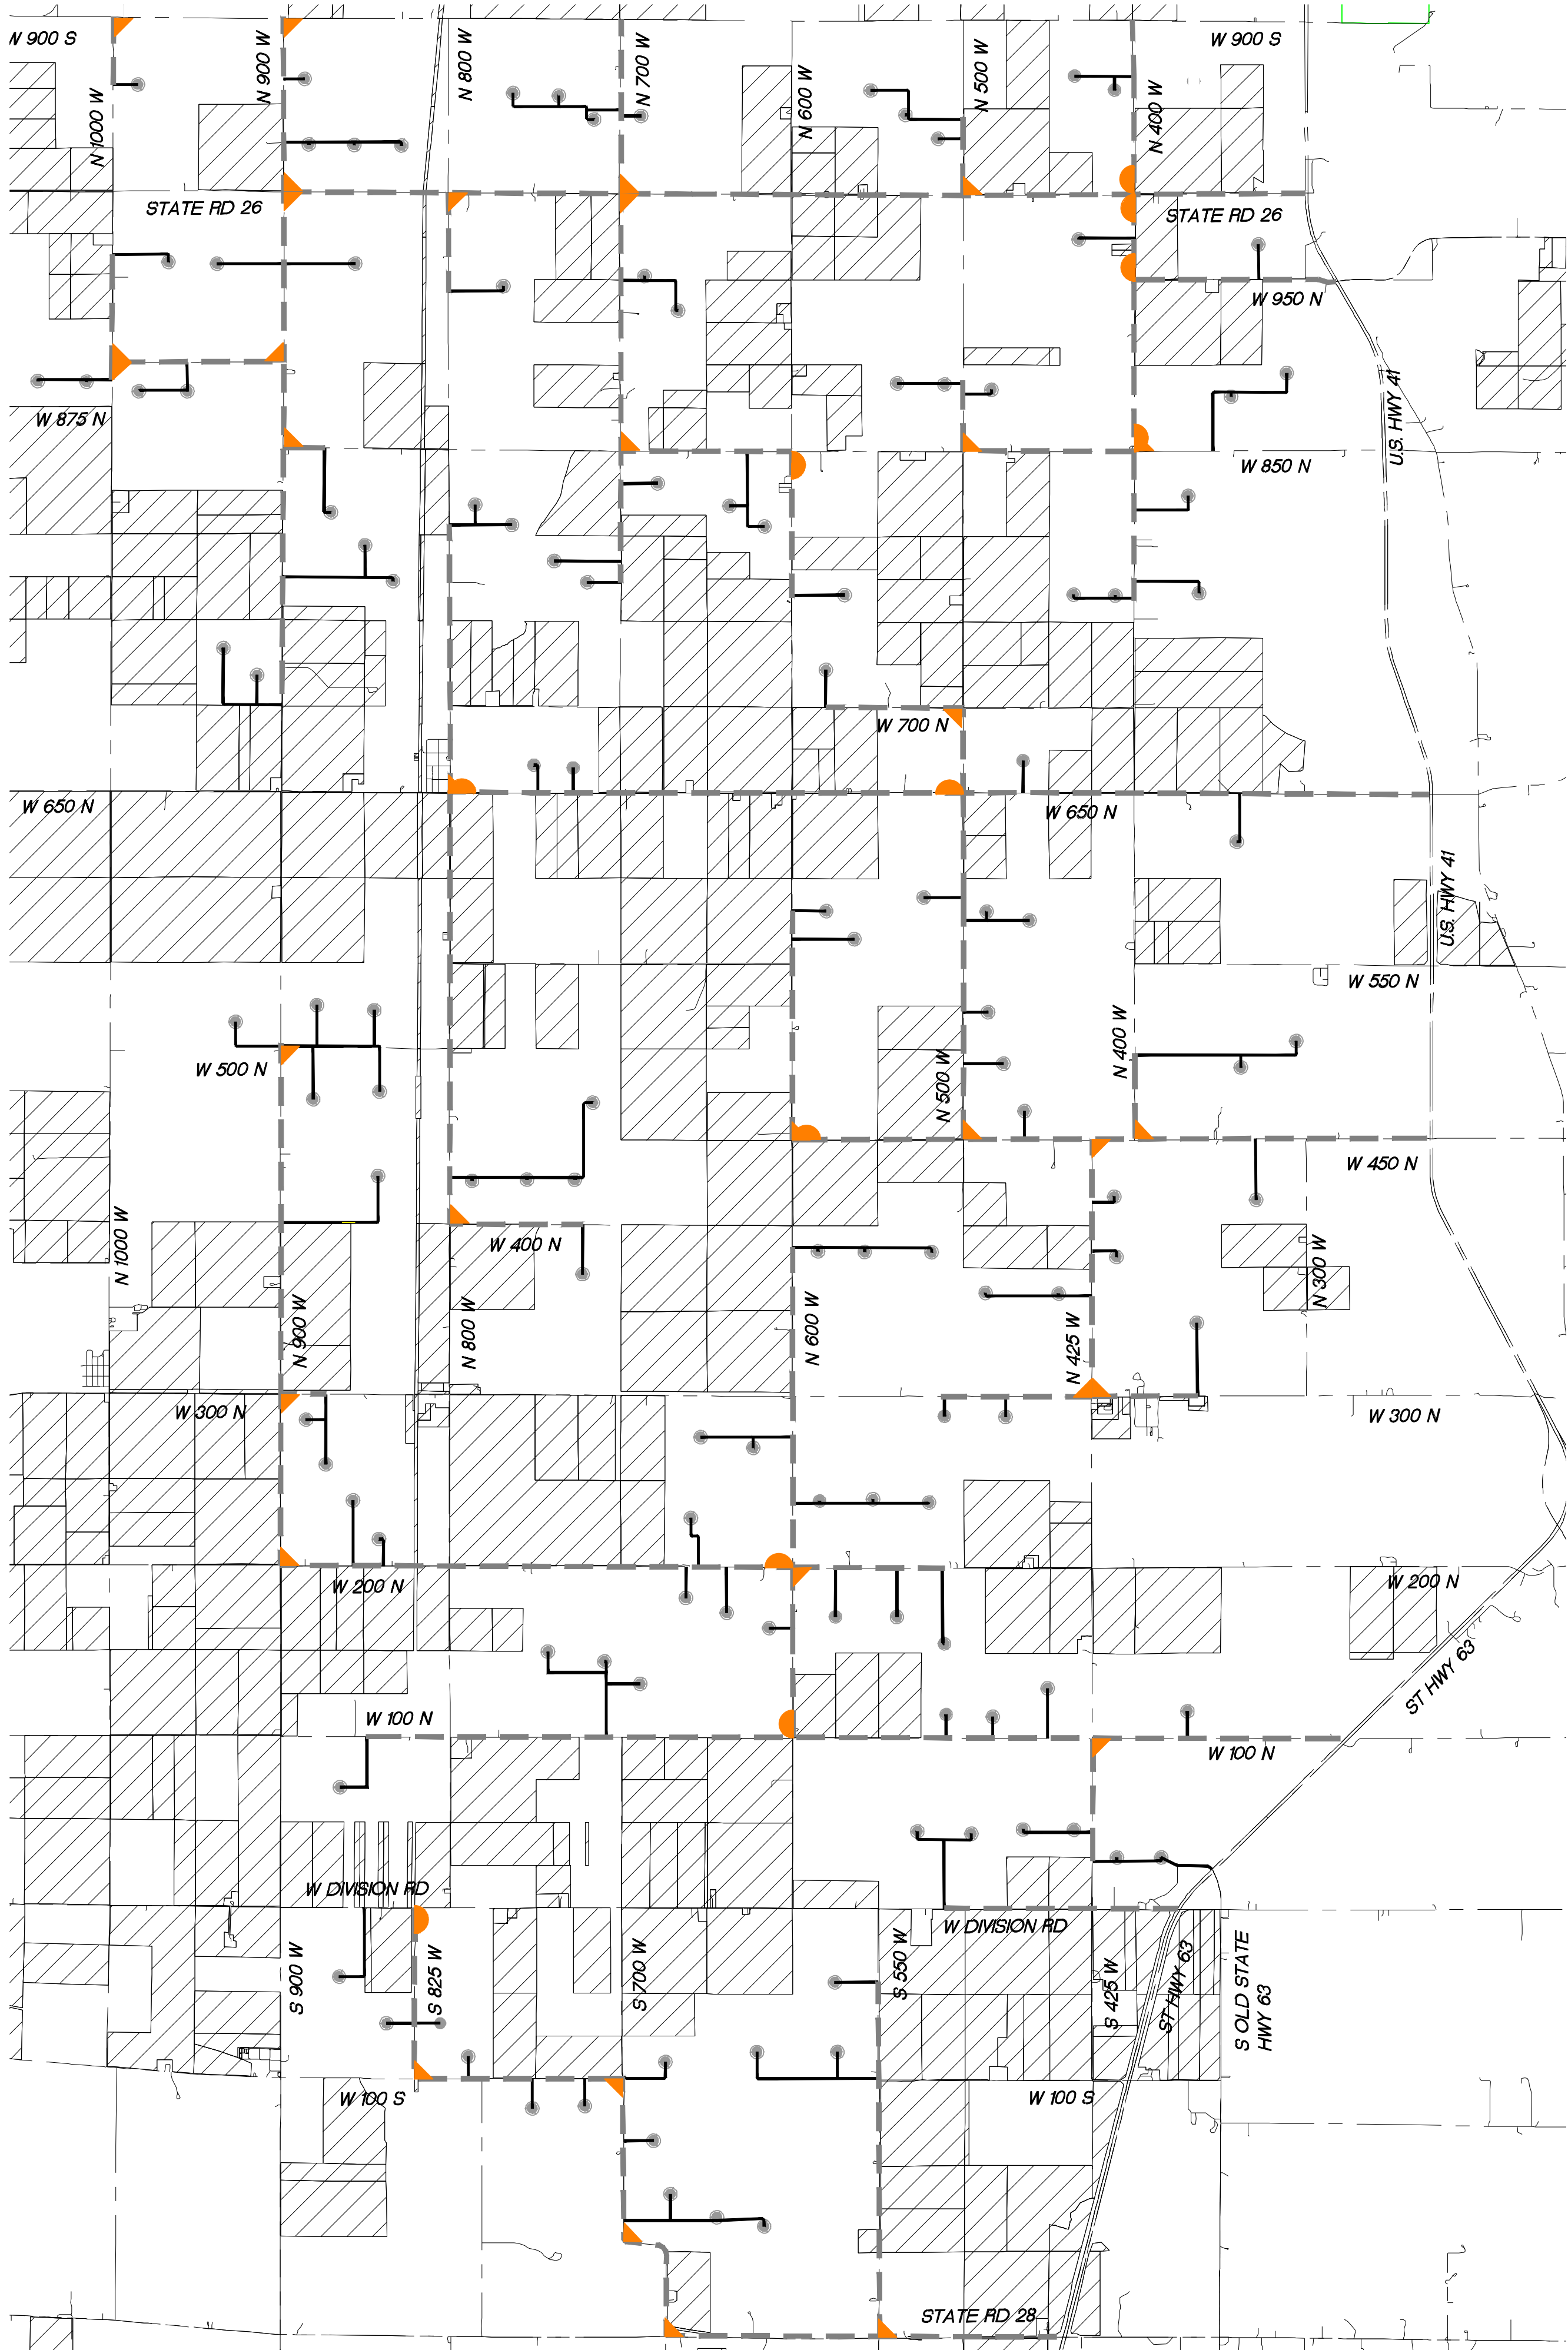 W 900 S
N 900 W
N 800 W
N 700 W
N 500 W
W 900 S
N 1000 W
N 600 W
N 400 W
STATE RD 26
STATE RD 26
W 950 N
W 875 N
U.S. HWY 41
W 850 N
W 700 N
W 650 N
W 650 N
U.S. HWY 41
W 550 N
W 500 N
N 500 W
N 400 W
W 450 N
N 1000 W
W 400 N
N 300 W
N 900 W
N 800 W
N 600 W
N 425 W
W 300 N
W 300 N
W 200 N
W 200 N
ST HWY 63
W 100 N
W 100 N
W DIVISION RD
W DIVISION RD
S 900 W
S 825 W
S 700 W
S 550 W
S 425 W
ST HWY 63
S OLD STATE
HWY 63
W 100 S
W 100 S
STATE RD 28